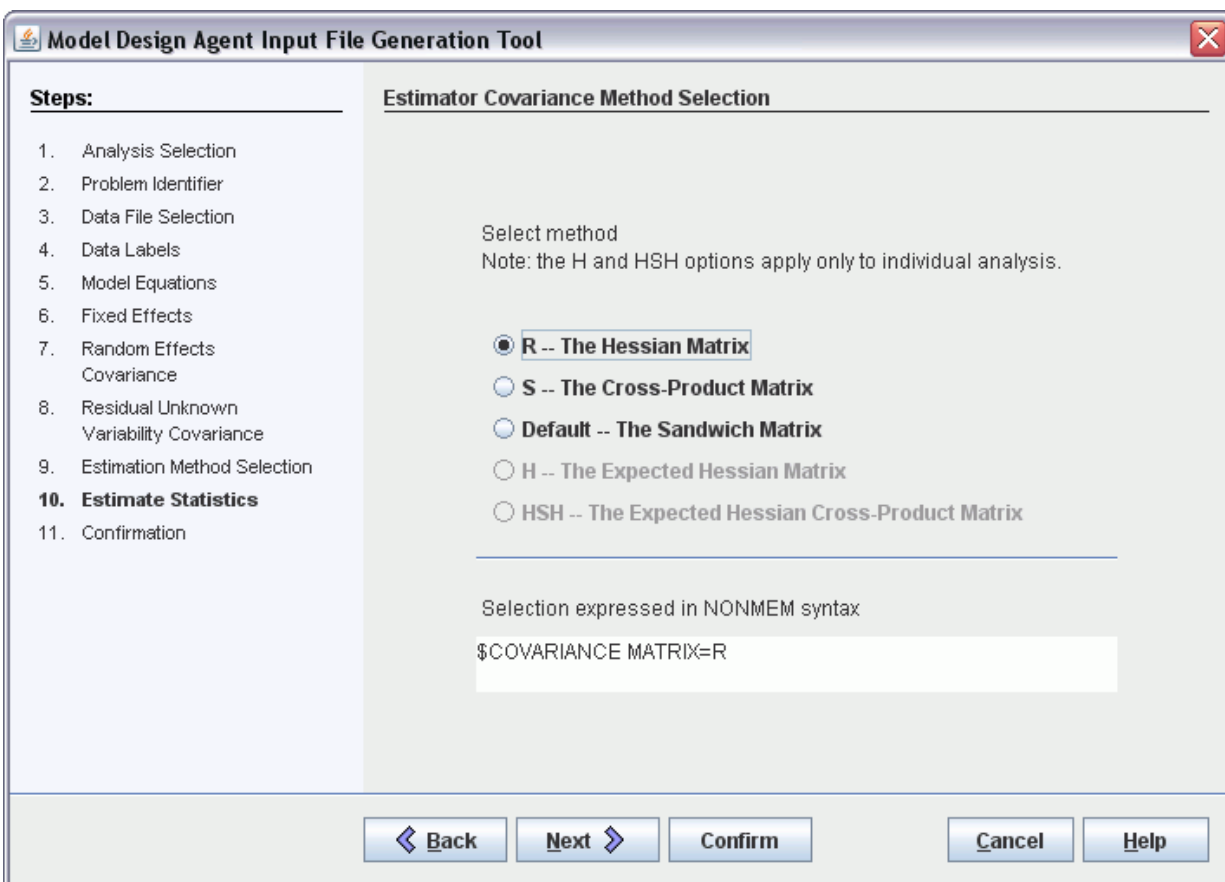 Model Design Agent Input File Generation Tool
Steps:
1. Analysis Selection
2. Problem Identifier
3. Data File Selection
4. Data Labels
5. Model Equations
6. Fixed Effects
7. Random Effects
Covariance
8. Residual Unknown
Variability Covariance
9. Estimation Method Selection
10. Estimate Statistics
11. Confirmation
Estimator Covariance Method Selection
Select method
Note: the H and HSH options apply only to individual analysis.
R -- The Hessian Matrix
S -- The Cross-Product Matrix
Default -- The Sandwich Matrix
H -- The Expected Hessian Matrix
HSH -- The Expected Hessian Cross-Product Matrix
Selection expressed in NONMEM syntax
$COVARIANCE MATRIX=R
Back
Next
Confirm
Cancel
Help